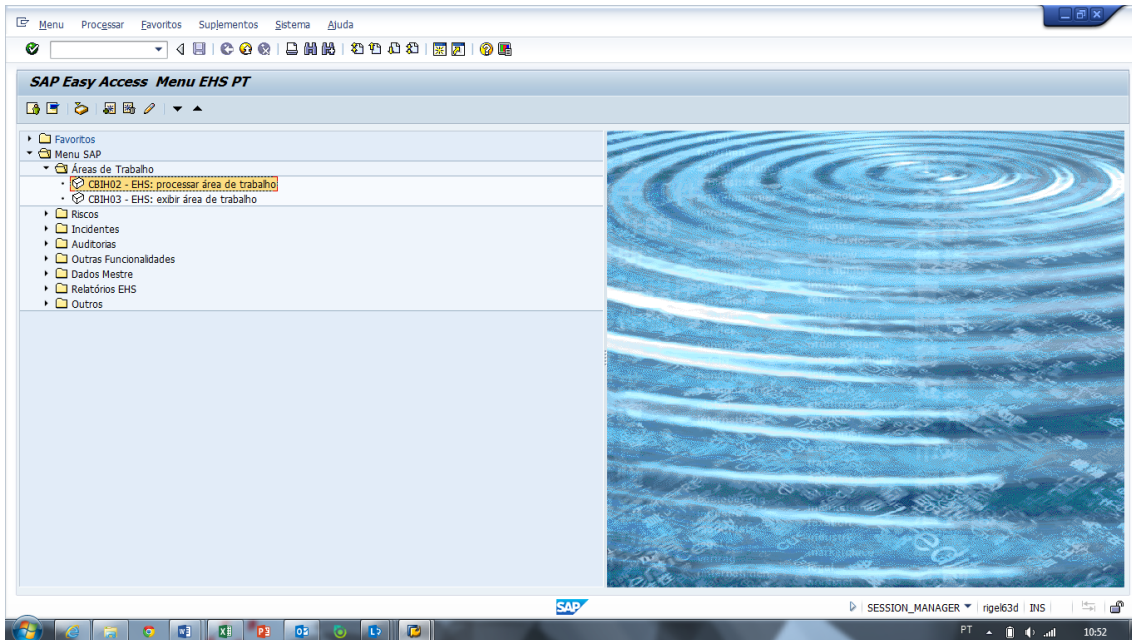 Menu Processar Favoritos Suplementos Sistema Ajuda
SAP Easy Access Menu EHS PT
Favoritos
Menu SAP
Áreas de Trabalho
CBIH02 - EHS: processar área de trabalho
CBIH03 - EHS: exibir área de trabalho
Riscos
Incidentes
Auditorias
Outras Funcionalidades
Dados Mestre
Relatórios EHS
Outros
SAP
SESSION_MANAGER rigel63d INS
PT 10:52